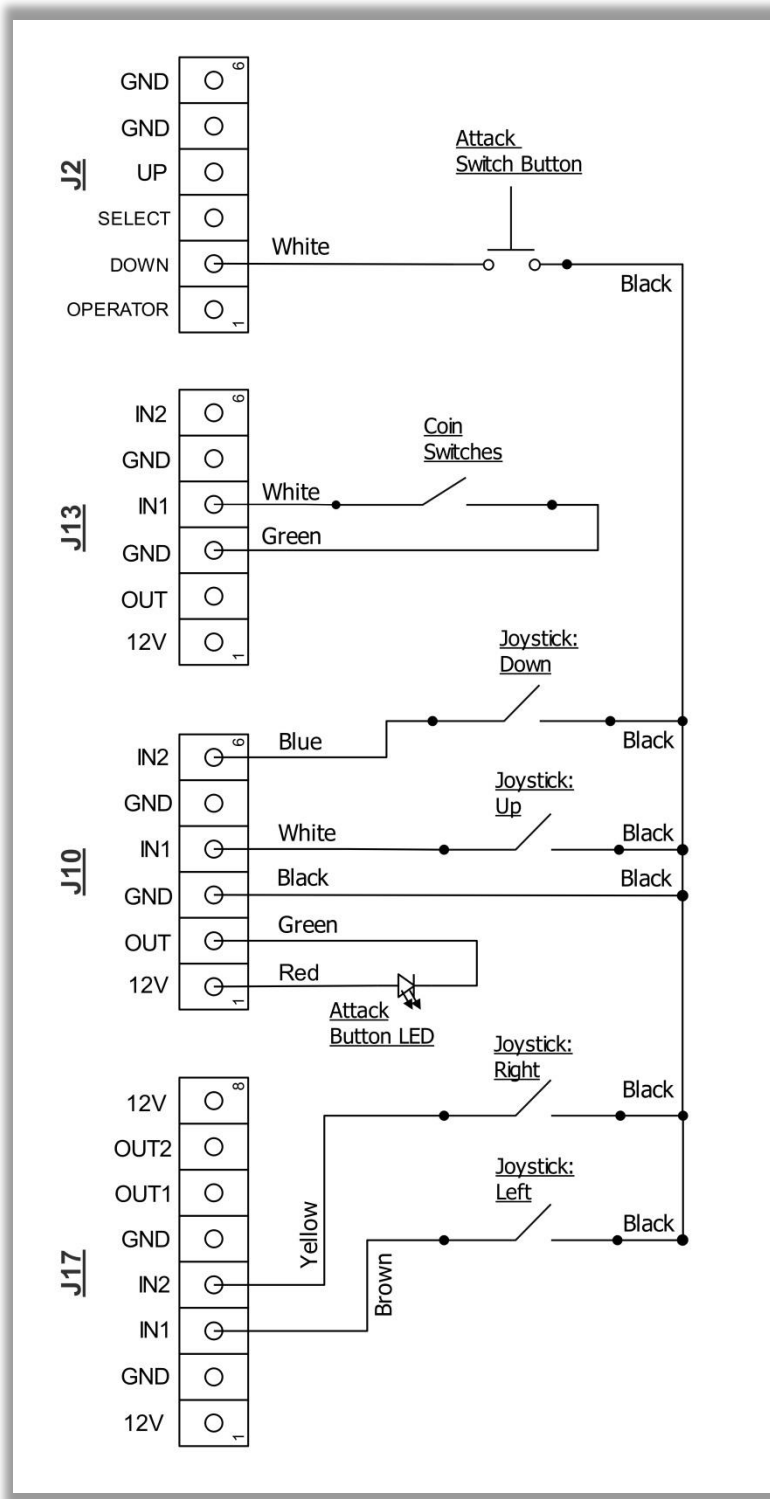 J2
GND
6
GND
UP
SELECT
DOWN
OPERATOR
1
White
Attack
Switch Button
Black
J13
IN2
6
GND
IN1
GND
OUT
12V
1
White
Green
Coin
Switches
J10
IN2
6
GND
IN1
GND
OUT
12V
1
Blue
Joystick:
Down
Black
White
Joystick:
Up
Black
Black
Black
Green
Red
Attack
Button LED
J17
12V
8
OUT2
OUT1
GND
IN2
IN1
GND
12V
1
Yellow
Joystick:
Right
Black
Brown
Joystick:
Left
Black